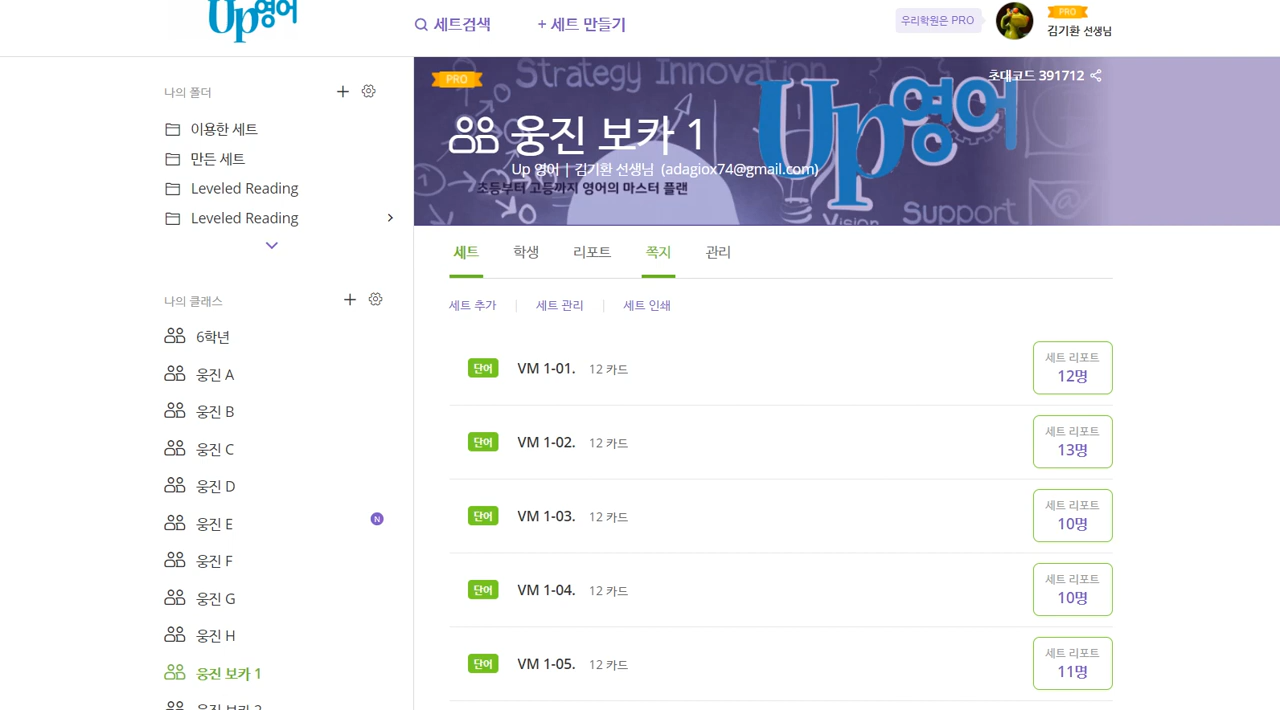 Up영어
세트검색
+ 세트 만들기
우리학원은 PRO
PRO
김기환 선생님
나의 폴더
이용한 세트
만든 세트
Leveled Reading
Leveled Reading
나의 클래스
6학년
웅진 A
웅진 B
웅진 C
웅진 D
웅진 E
N
웅진 F
웅진 G
웅진 H
웅진 보카 1
웅진 보카 2
PRO
Strategy Innovation
초대코드 391712
웅진 보카 1
Up영어
Up 영어 | 김기환 선생님 (adagiox74@gmail.com)
초등부터 고등까지 영어의 마스터 플랜
Vision
Support
세트
학생
리포트
쪽지
관리
세트 추가
세트 관리
세트 인쇄
단어 VM 1-01. 12 카드
세트 리포트
12명
단어 VM 1-02. 12 카드
세트 리포트
13명
단어 VM 1-03. 12 카드
세트 리포트
10명
단어 VM 1-04. 12 카드
세트 리포트
10명
단어 VM 1-05. 12 카드
세트 리포트
11명